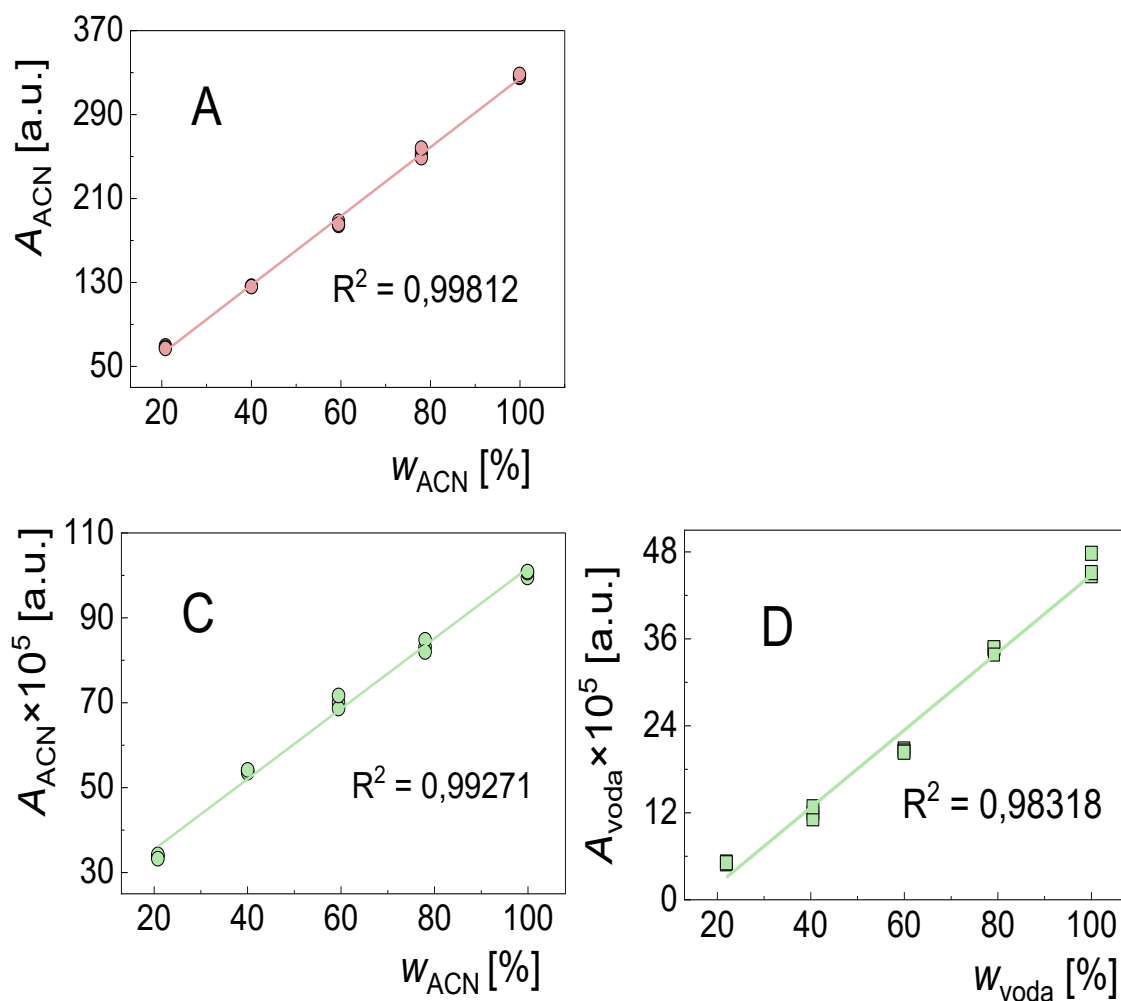 370
290
210
130
50
A_ACN [a.u.]
A
R² = 0,99812
20 40 60 80 100
w_ACN [%]
110
90
70
50
30
A_ACN×10⁵ [a.u.]
C
R² = 0,99271
20 40 60 80 100
w_ACN [%]
48
36
24
12
0
A_voda×10⁵ [a.u.]
D
R² = 0,98318
20 40 60 80 100
w_voda [%]